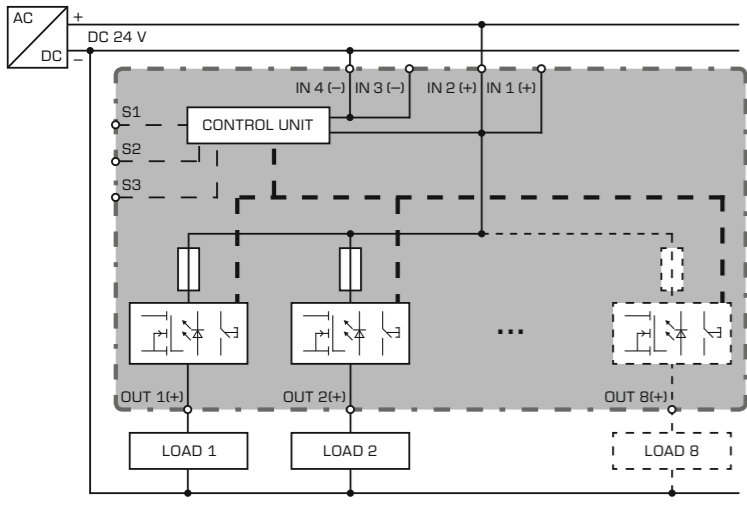 AC
+
DC 24 V
DC
–
IN 4 (–) IN 3 (–) IN 2 (+) IN 1 (+)
S1
CONTROL UNIT
S2
S3
...
OUT 1(+) OUT 2(+) OUT 8(+)
LOAD 1 LOAD 2 LOAD 8